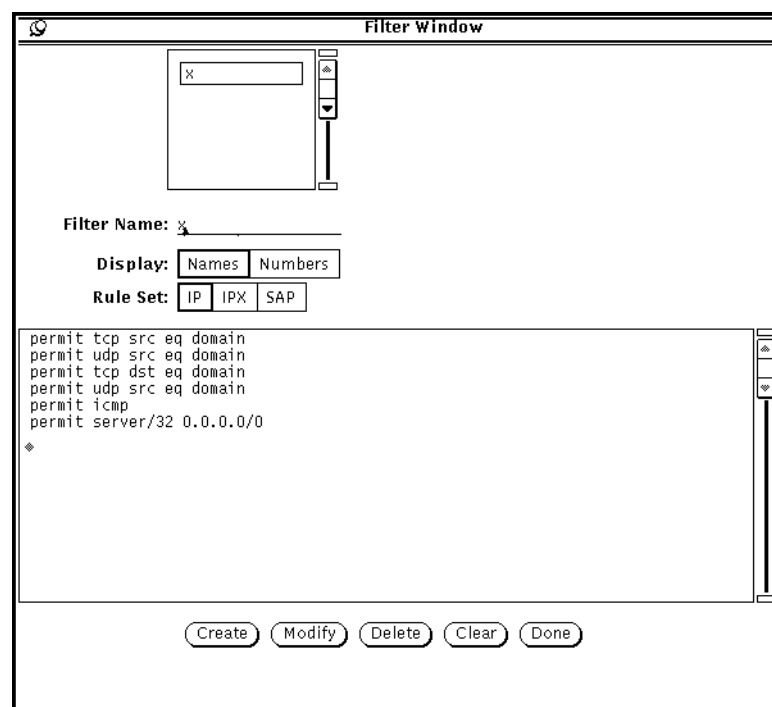 Filter Window
x
Filter Name: x
Display: Names Numbers
Rule Set: IP IPX SAP
permit tcp src eq domain
permit udp src eq domain
permit tcp dst eq domain
permit udp src eq domain
permit icmp
permit server/32 0.0.0.0/0
Create Modify Delete Clear Done